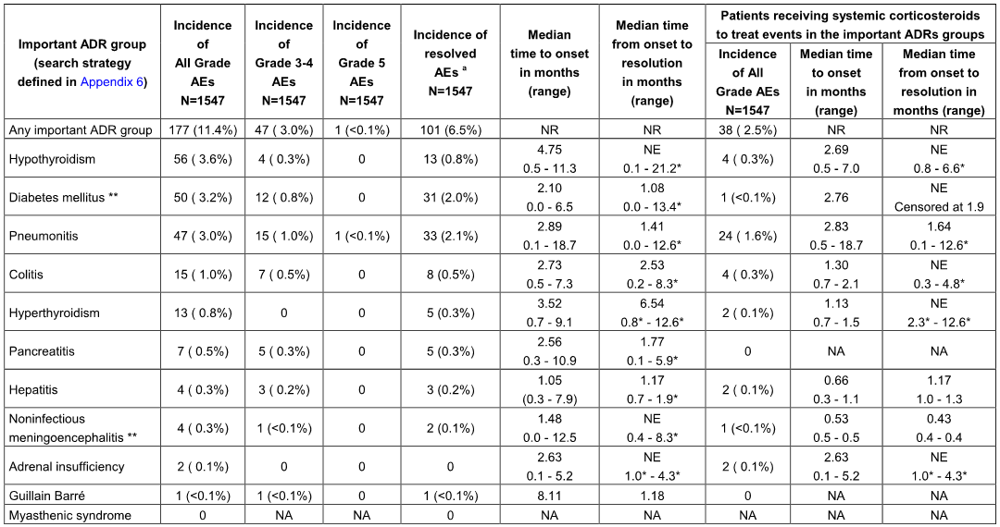 Important ADR group
(search strategy
defined in Appendix 6)
Incidence
of
All Grade
AEs
N=1547
Incidence
of
Grade 3-4
AEs
N=1547
Incidence
of
Grade 5
AEs
N=1547
Incidence of
resolved
AEs a
N=1547
Median
time to onset
in months
(range)
Median time
from onset to
resolution
in months
(range)
Patients receiving systemic corticosteroids
to treat events in the important ADRs groups
Incidence
of All
Grade AEs
N=1547
Median time
to onset
in months
(range)
Median time
from onset to
resolution in
months (range)
Any important ADR group 177 (11.4%) 47 ( 3.0%) 1 (<0.1%) 101 (6.5%) NR NR 38 ( 2.5%) NR NR
Hypothyroidism 56 ( 3.6%) 4 ( 0.3%) 0 13 (0.8%) 4.75 NE 4 ( 0.3%) 2.69 NE
0.5 - 11.3 0.1 - 21.2* 0.5 - 7.0 0.8 - 6.6*
Diabetes mellitus ** 50 ( 3.2%) 12 ( 0.8%) 0 31 (2.0%) 2.10 1.08 1 (<0.1%) 2.76 NE
0.0 - 6.5 0.0 - 13.4* Censored at 1.9
Pneumonitis 47 ( 3.0%) 15 ( 1.0%) 1 (<0.1%) 33 (2.1%) 2.89 1.41 24 ( 1.6%) 2.83 1.64
0.1 - 18.7 0.0 - 12.6* 0.5 - 18.7 0.1 - 12.6*
Colitis 15 ( 1.0%) 7 ( 0.5%) 0 8 (0.5%) 2.73 2.53 4 ( 0.3%) 1.30 NE
0.5 - 7.3 0.2 - 8.3* 0.7 - 2.1 0.3 - 4.8*
Hyperthyroidism 13 ( 0.8%) 0 0 5 (0.3%) 3.52 6.54 2 ( 0.1%) 1.13 NE
0.7 - 9.1 0.8* - 12.6* 0.7 - 1.5 2.3* - 12.6*
Pancreatitis 7 ( 0.5%) 5 ( 0.3%) 0 5 (0.3%) 2.56 1.77 0 NA NA
0.3 - 10.9 0.1 - 5.9*
Hepatitis 4 ( 0.3%) 3 ( 0.2%) 0 3 (0.2%) 1.05 1.17 2 ( 0.1%) 0.66 1.17
(0.3 - 7.9) 0.7 - 1.9* 0.3 - 1.1 1.0 - 1.3
Noninfectious 4 ( 0.3%) 1 (<0.1%) 0 2 (0.1%) 1.48 NE 1 (<0.1%) 0.53 0.43
meningoencephalitis ** 0.0 - 12.5 0.4 - 8.3* 0.5 - 0.5 0.4 - 0.4
Adrenal insufficiency 2 ( 0.1%) 0 0 0 2.63 NE 2 ( 0.1%) 2.63 NE
0.1 - 5.2 1.0* - 4.3* 0.1 - 5.2 1.0* - 4.3*
Guillain Barré 1 (<0.1%) 1 (<0.1%) 0 1 (<0.1%) 8.11 1.18 0 NA NA
Myasthenic syndrome 0 NA NA 0 NA NA NA NA NA